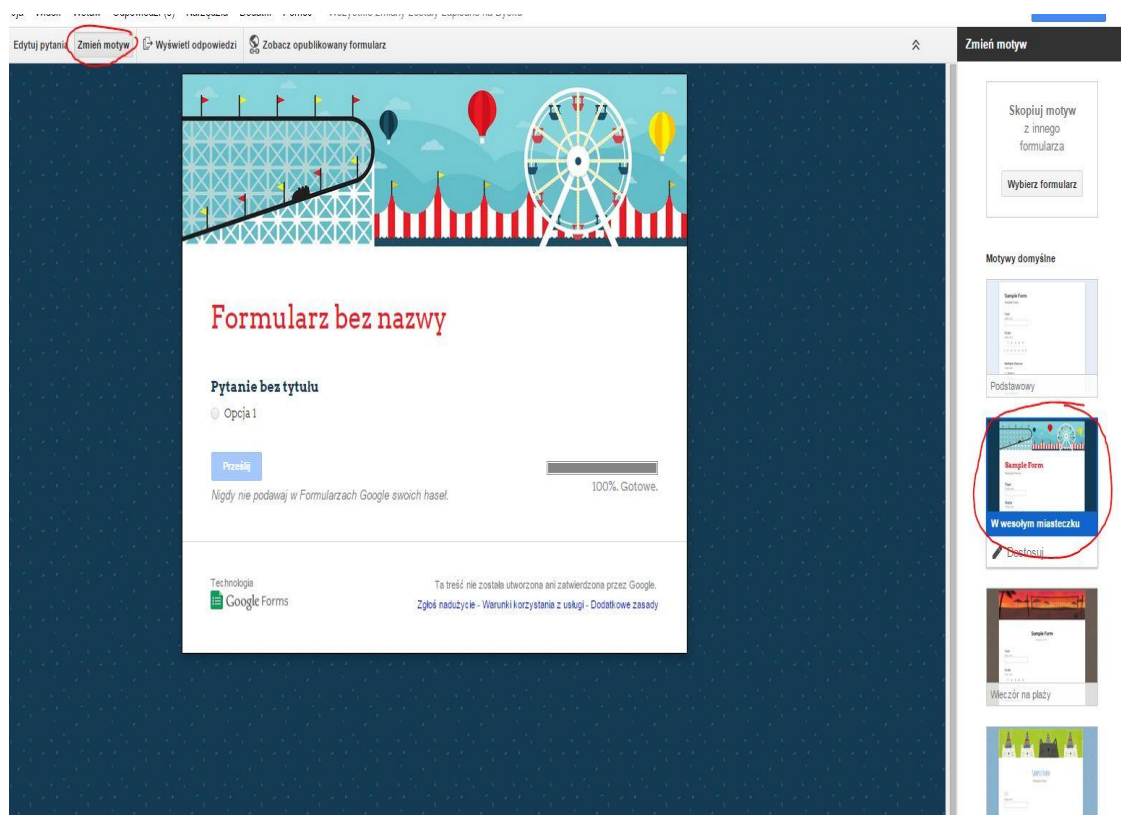 Edytuj pytania Zmień motyw Wyświetl odpowiedzi Zobacz opublikowany formularz
Zmień motyw
Skopiuj motyw
z innego
formularza
Wybierz formularz
Motywy domyślne
Sample Form
Podstawowy
Sample Form
W wesołym miasteczku
Dostosuj
Sample Form
Wieczór na plaży
Formularz bez nazwy
Pytanie bez tytułu
Opcja 1
Prześlij
Nigdy nie podawaj w Formularzach Google swoich haseł.
100%. Gotowe.
Technologia
Google Forms
Ta treść nie została utworzona ani zatwierdzona przez Google.
Zgłoś nadużycie - Warunki korzystania z usługi - Dodatkowe zasady